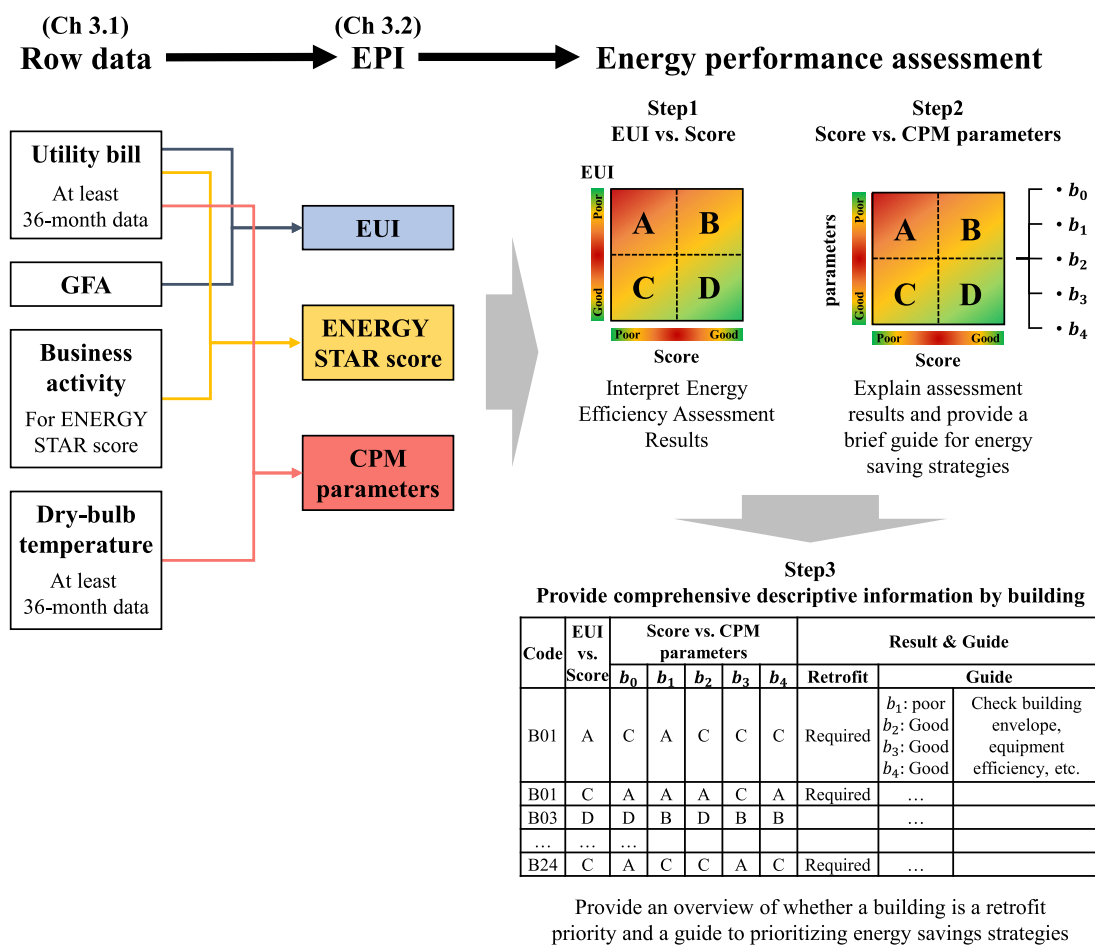 (Ch 3.1)
(Ch 3.2)
Row data
EPI
Energy performance assessment
Utility bill
At least
36-month data
GFA
Business
activity
For ENERGY
STAR score
Dry-bulb
temperature
At least
36-month data
EUI
ENERGY
STAR score
CPM
parameters
Step1
EUI vs. Score
EUI
Poor
Good
A
B
C
D
Poor
Good
Score
Interpret Energy
Efficiency Assessment
Results
Step2
Score vs. CPM parameters
parameters
Poor
Good
A
B
C
D
Poor
Good
Score
• b₀
• b₁
• b₂
• b₃
• b₄
Explain assessment
results and provide a
brief guide for energy
saving strategies
Step3
Provide comprehensive descriptive information by building
Code
EUI
vs.
Score
Score vs. CPM
parameters
Result & Guide
b₀ b₁ b₂ b₃ b₄ Retrofit Guide
B01 A C A C C C Required
b₁: poor
b₂: Good
b₃: Good
b₄: Good
Check building
envelope,
equipment
efficiency, etc.
B01 C A A A C A Required …
B03 D D B D B B …
… … …
B24 C A C C A C Required …
Provide an overview of whether a building is a retrofit
priority and a guide to prioritizing energy savings strategies